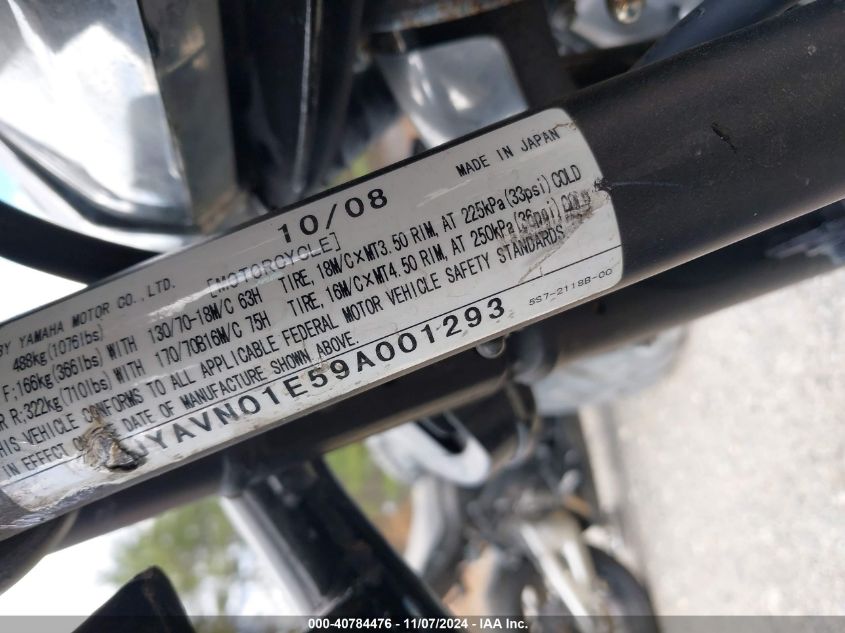 10/08
MADE IN JAPAN
BY YAMAHA MOTOR CO.,LTD. [MOTORCYCLE]
488kg(1076lbs)
F;166kg(366lbs)WITH 130/70-18M/C 63H TIRE, 18M/C×MT3.50 RIM, AT 225kPa(33psi)COLD
R R;322kg(710lbs)WITH 170/70B16M/C 75H TIRE, 16M/C×MT4.50 RIM, AT 250kPa(36psi)COLD
THIS VEHICLE CONFORMS TO ALL APPLICABLE FEDERAL MOTOR VEHICLE SAFETY STANDARDS
IN EFFECT ON DATE OF MANUFACTURE SHOWN ABOVE.
JYAVN01E59A001293
5S7-2118B-00
000-40784476 - 11/07/2024 - IAA Inc.